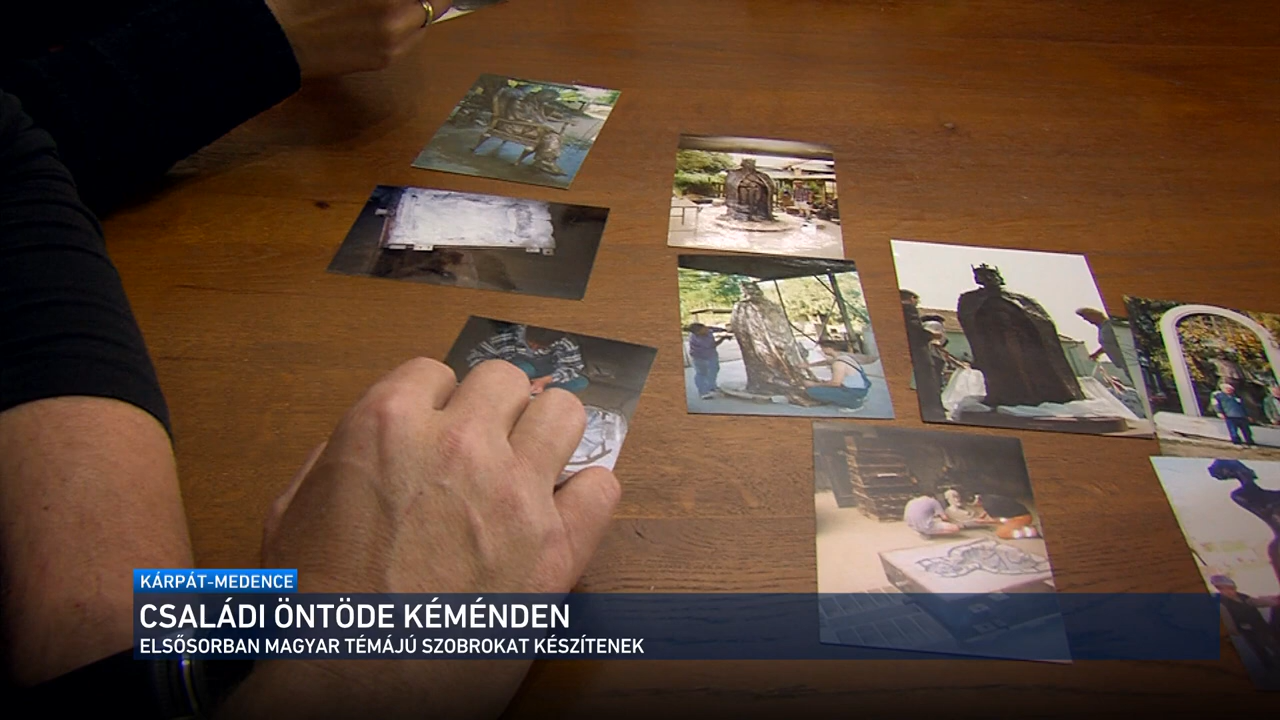 KÁRPÁT-MEDENCE
CSALÁDI ÖNTÖDE KÉMÉNDEN
ELSŐSORBAN MAGYAR TÉMÁJÚ SZOBROKAT KÉSZÍTENEK